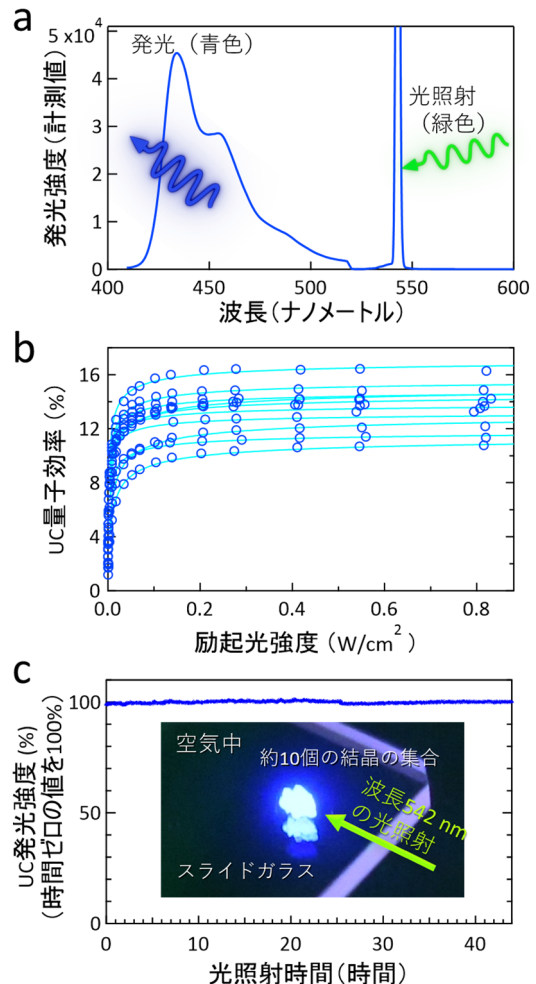 a
5 x10⁴
発光（青色）
光照射
（緑色）
発光強度（計測値）
3
2
1
0
400
450
500
550
600
波長（ナノメートル）
b
16
12
8
4
0
UC量子効率（%）
0.0
0.2
0.4
0.6
0.8
励起光強度（W/cm²）
c
100
50
0
UC発光強度（%）
（時間ゼロの値を100%）
空気中
約10個の結晶の集合
波長542 nm
の光照射
スライドガラス
0
10
20
30
40
光照射時間（時間）